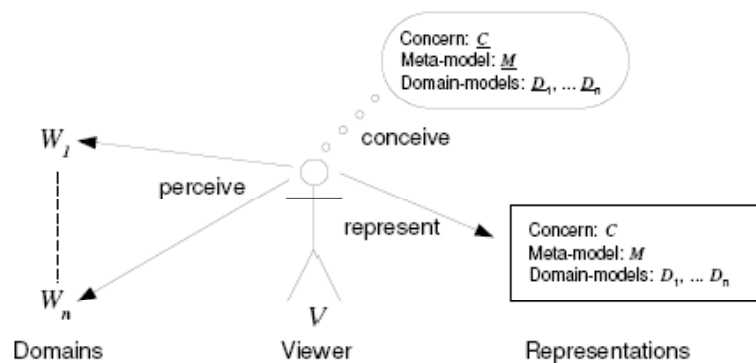 Concern: C
Meta-model: M
Domain-models: D₁, ... Dₙ
conceive
W₁
perceive
represent
Concern: C
Meta-model: M
Domain-models: D₁, ... Dₙ
Wₙ
V
Domains Viewer Representations